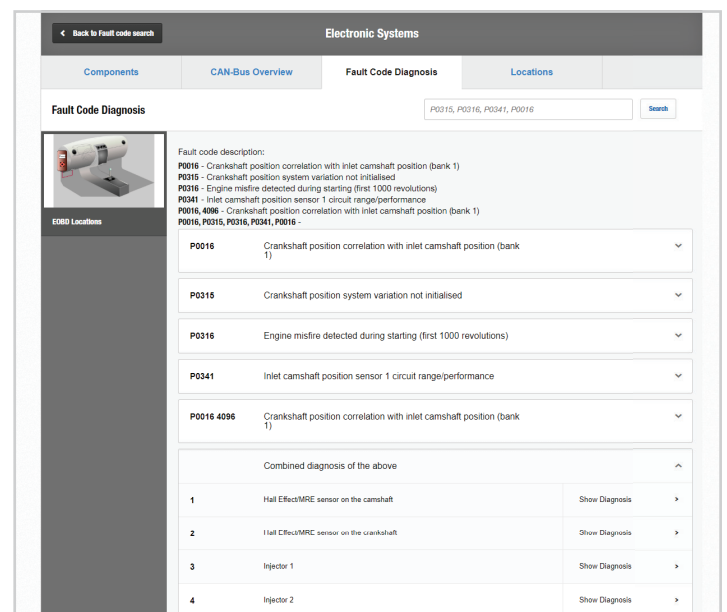 Back to Fault code search
Electronic Systems
Components
CAN-Bus Overview
Fault Code Diagnosis
Locations
Fault Code Diagnosis
P0315, P0316, P0341, P0016
Search
EOBD Locations
Fault code description:
P0016 - Crankshaft position correlation with inlet camshaft position (bank 1)
P0315 - Crankshaft position system variation not initialised
P0316 - Engine misfire detected during starting (first 1000 revolutions)
P0341 - Inlet camshaft position sensor 1 circuit range/performance
P0016, 4096 - Crankshaft position correlation with inlet camshaft position (bank 1)
P0016, P0315, P0316, P0341, P0016 -
P0016 Crankshaft position correlation with inlet camshaft position (bank
1)
P0315 Crankshaft position system variation not initialised
P0316 Engine misfire detected during starting (first 1000 revolutions)
P0341 Inlet camshaft position sensor 1 circuit range/performance
P0016 4096 Crankshaft position correlation with inlet camshaft position (bank
1)
Combined diagnosis of the above
1 Hall Effect/MRE sensor on the camshaft Show Diagnosis
2 Hall Effect/MRE sensor on the crankshaft Show Diagnosis
3 Injector 1 Show Diagnosis
4 Injector 2 Show Diagnosis